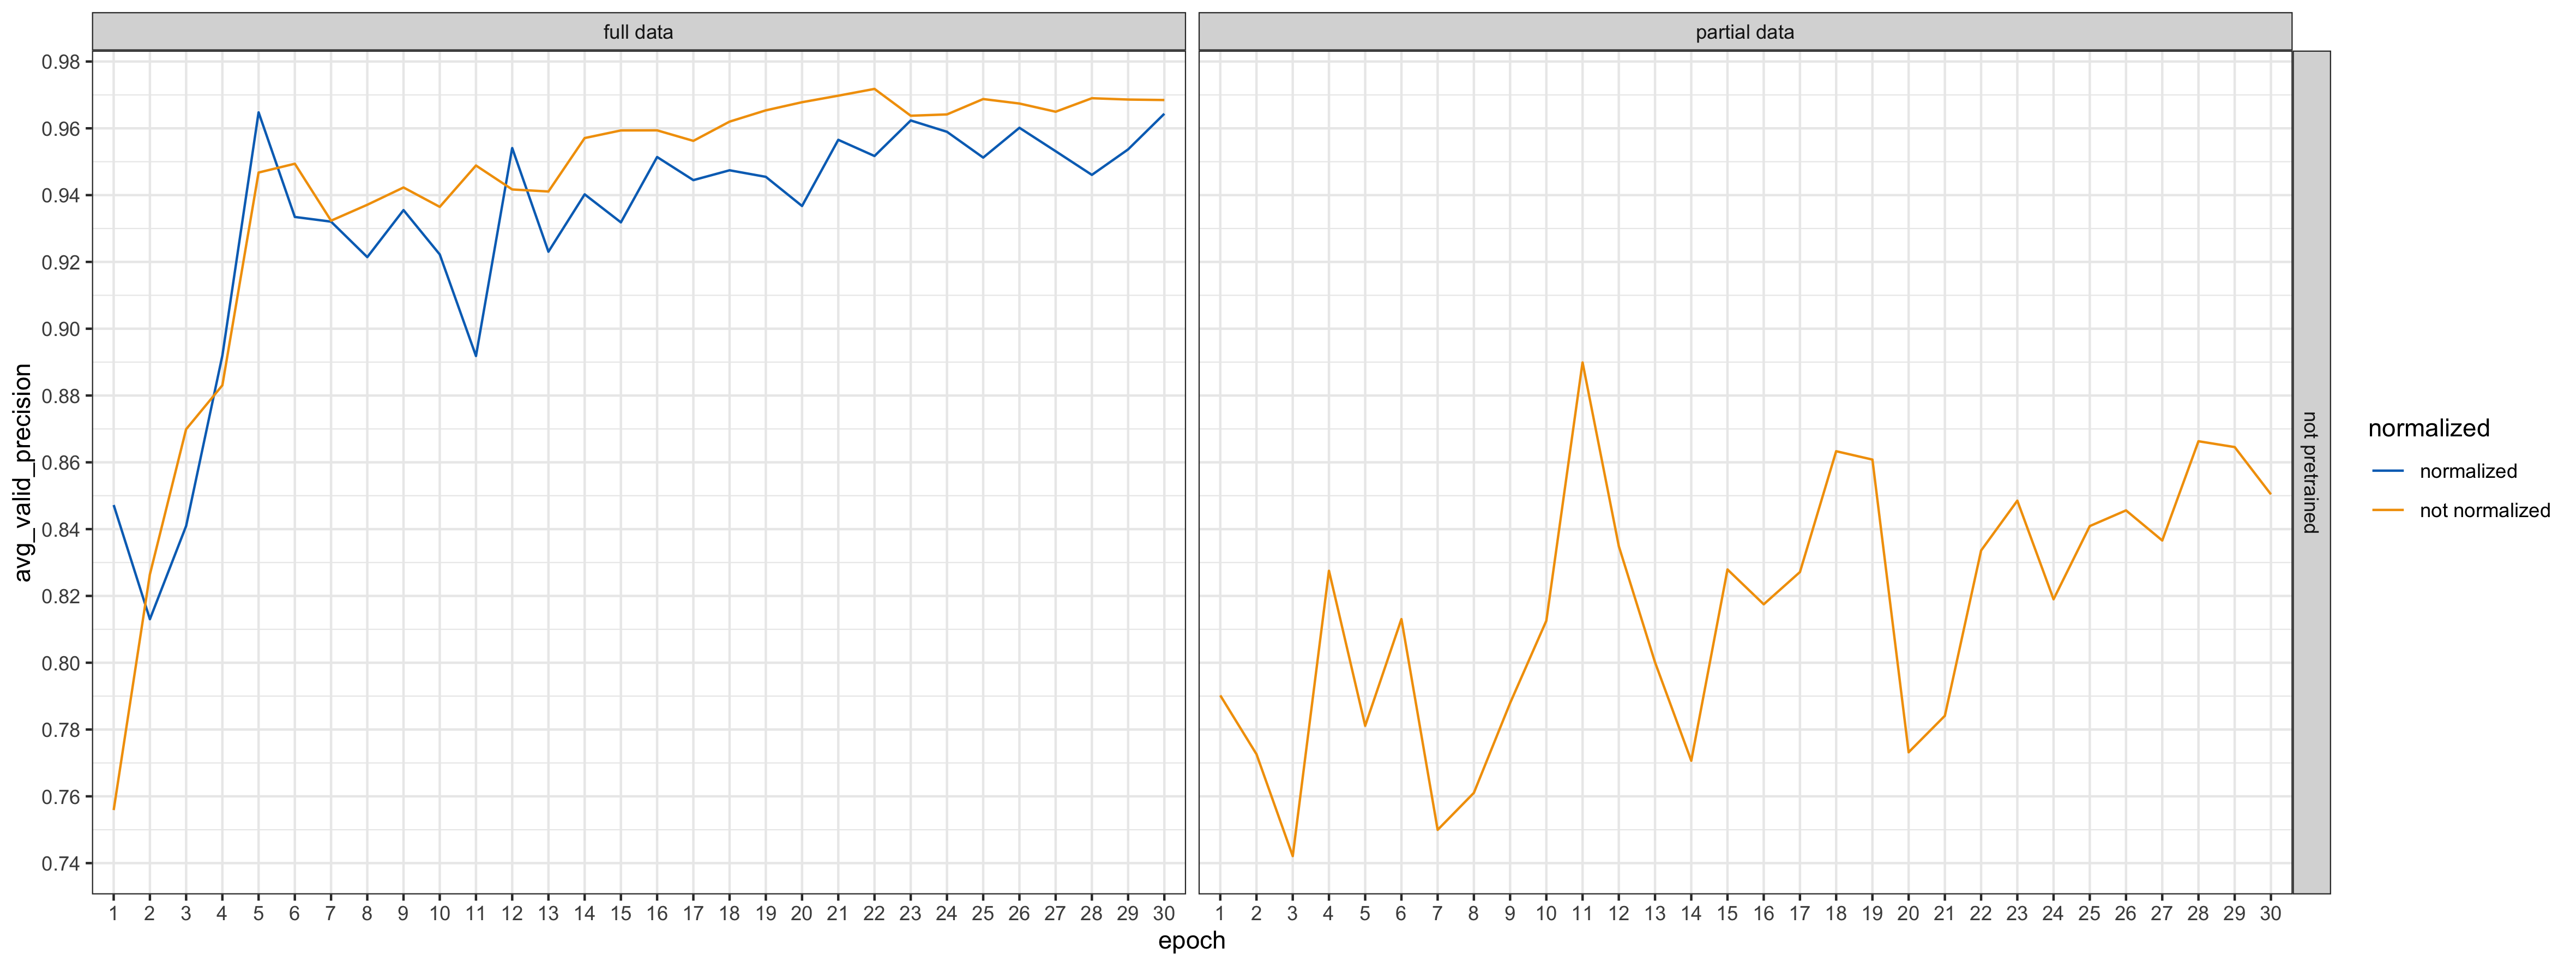 full data
partial data
0.98
0.96
0.94
0.92
0.90
0.88
0.86
0.84
0.82
0.80
0.78
0.76
0.74
avg_valid_precision
1 2 3 4 5 6 7 8 9 10 11 12 13 14 15 16 17 18 19 20 21 22 23 24 25 26 27 28 29 30
1 2 3 4 5 6 7 8 9 10 11 12 13 14 15 16 17 18 19 20 21 22 23 24 25 26 27 28 29 30
epoch
not pretrained
normalized
normalized
not normalized